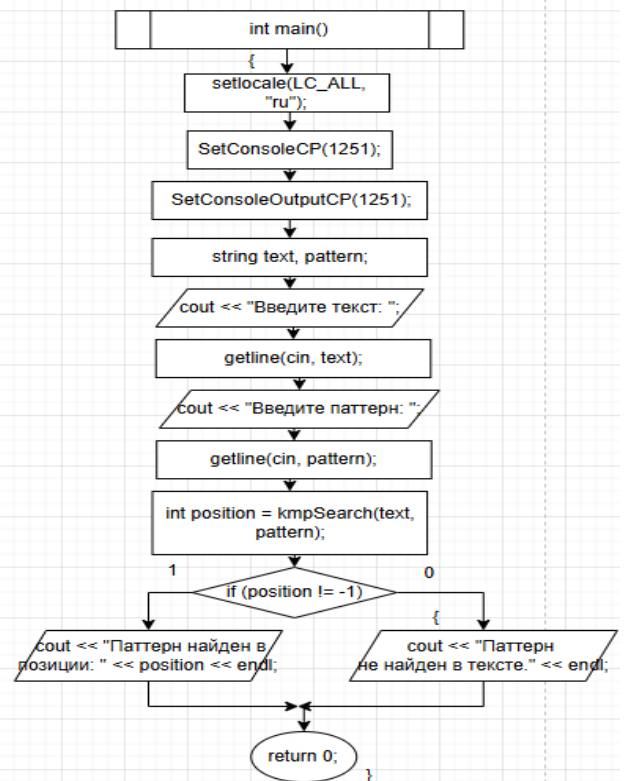 int main()
{
setlocale(LC_ALL,
"ru");
SetConsoleCP(1251);
SetConsoleOutputCP(1251);
string text, pattern;
cout << "Введите текст: ";
getline(cin, text);
cout << "Введите паттерн: ";
getline(cin, pattern);
int position = kmpSearch(text,
pattern);
1
0
if (position != -1)
{
cout << "Паттерн найден в
позиции: " << position << endl;
cout << "Паттерн
не найден в тексте." << endl;
return 0;
}